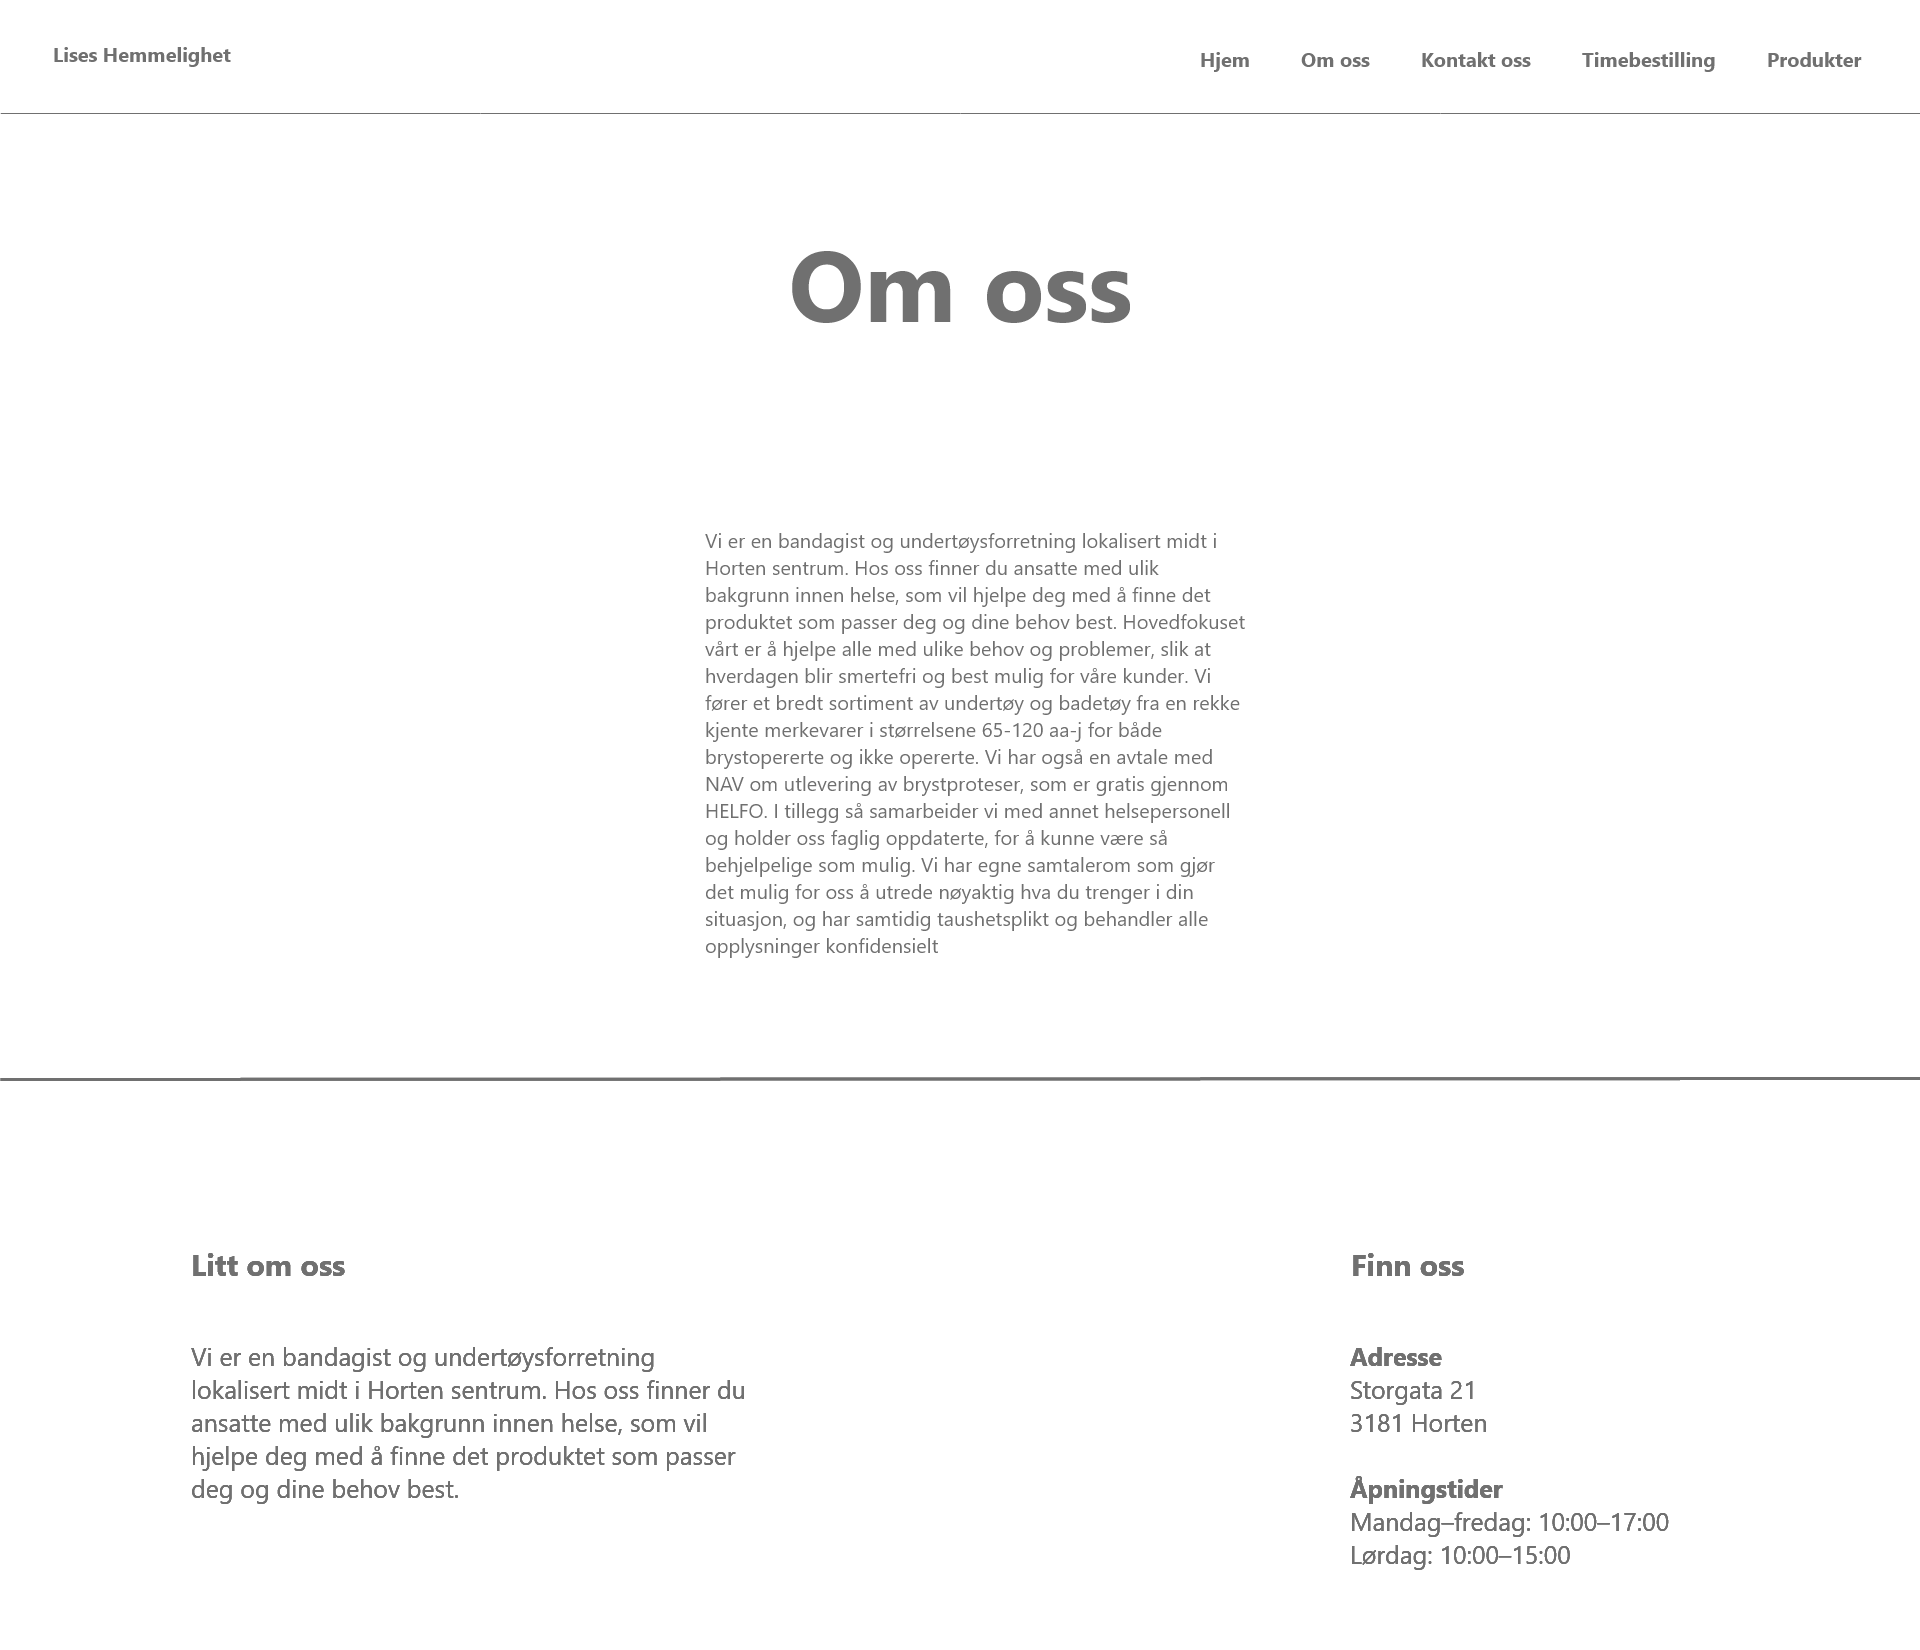 Lises Hemmelighet
Hjem Om oss Kontakt oss Timebestilling Produkter
Om oss
Vi er en bandagist og undertøysforretning lokalisert midt i
Horten sentrum. Hos oss finner du ansatte med ulik
bakgrunn innen helse, som vil hjelpe deg med å finne det
produktet som passer deg og dine behov best. Hovedfokuset
vårt er å hjelpe alle med ulike behov og problemer, slik at
hverdagen blir smertefri og best mulig for våre kunder. Vi
fører et bredt sortiment av undertøy og badetøy fra en rekke
kjente merkevarer i størrelsene 65-120 aa-j for både
brystopererte og ikke opererte. Vi har også en avtale med
NAV om utlevering av brystproteser, som er gratis gjennom
HELFO. I tillegg så samarbeider vi med annet helsepersonell
og holder oss faglig oppdaterte, for å kunne være så
behjelpelige som mulig. Vi har egne samtalerom som gjør
det mulig for oss å utrede nøyaktig hva du trenger i din
situasjon, og har samtidig taushetsplikt og behandler alle
opplysninger konfidensielt
Litt om oss
Vi er en bandagist og undertøysforretning
lokalisert midt i Horten sentrum. Hos oss finner du
ansatte med ulik bakgrunn innen helse, som vil
hjelpe deg med å finne det produktet som passer
deg og dine behov best.
Finn oss
Adresse
Storgata 21
3181 Horten
Åpningstider
Mandag–fredag: 10:00–17:00
Lørdag: 10:00–15:00